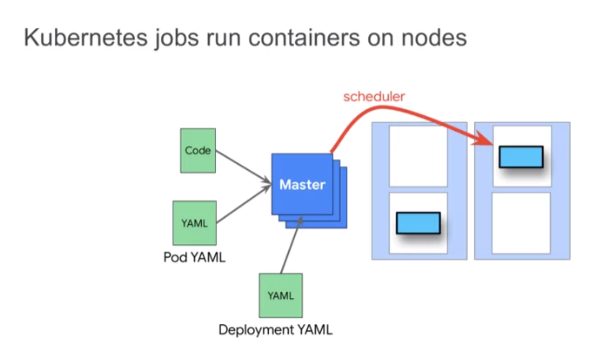 Kubernetes jobs run containers on nodes
scheduler
Code
Master
YAML
Pod YAML
YAML
Deployment YAML